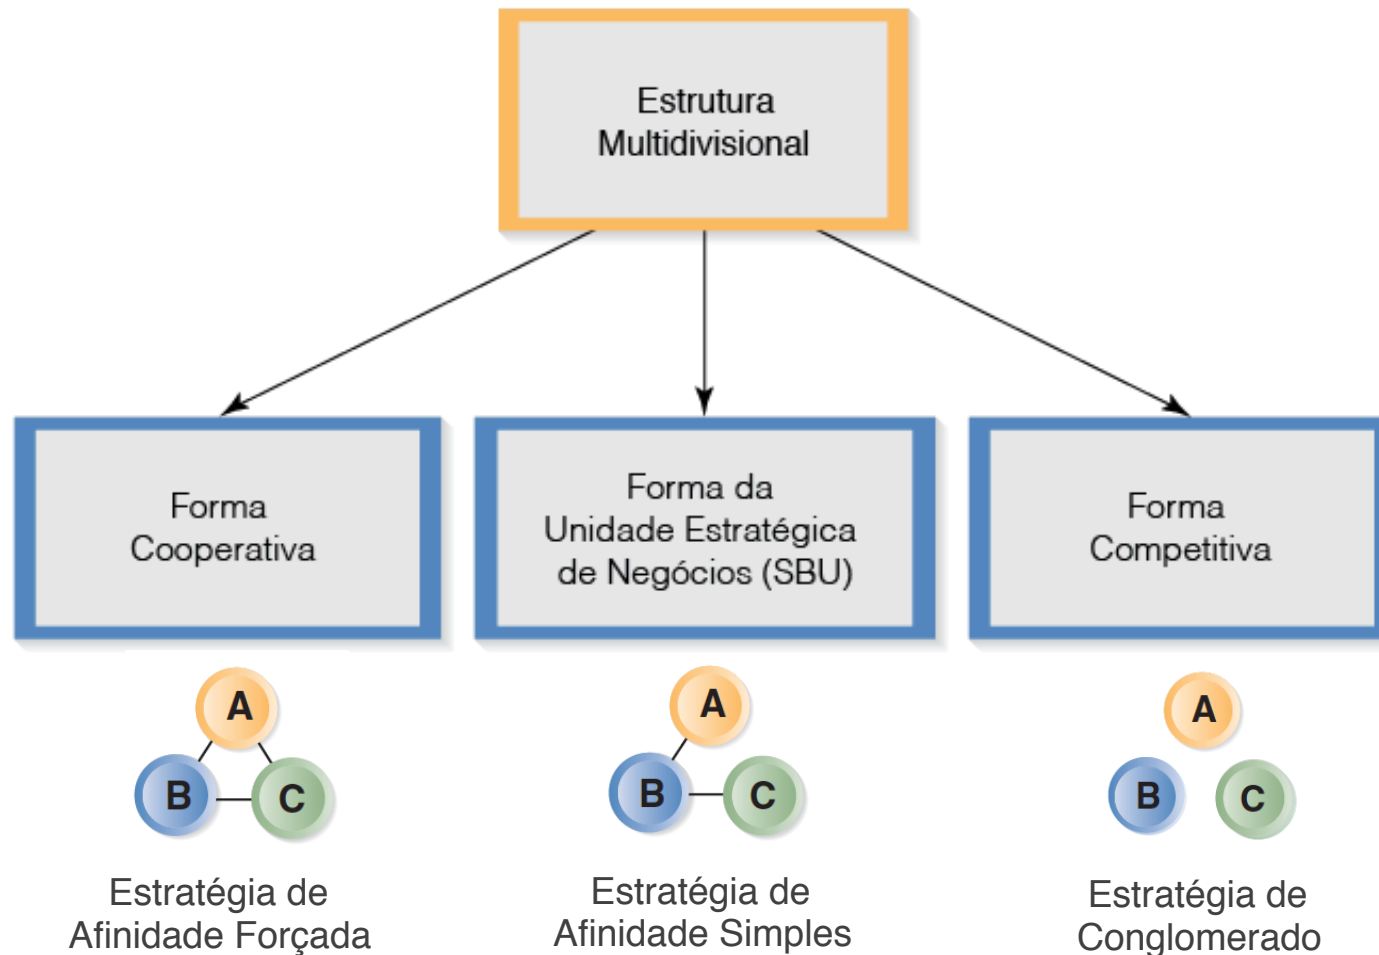 Estrutura
Multidivisional
Forma
Cooperativa
Forma da
Unidade Estratégica
de Negócios (SBU)
Forma
Competitiva
A
B
C
A
B
C
A
B
C
Estratégia de
Afinidade Forçada
Estratégia de
Afinidade Simples
Estratégia de
Conglomerado